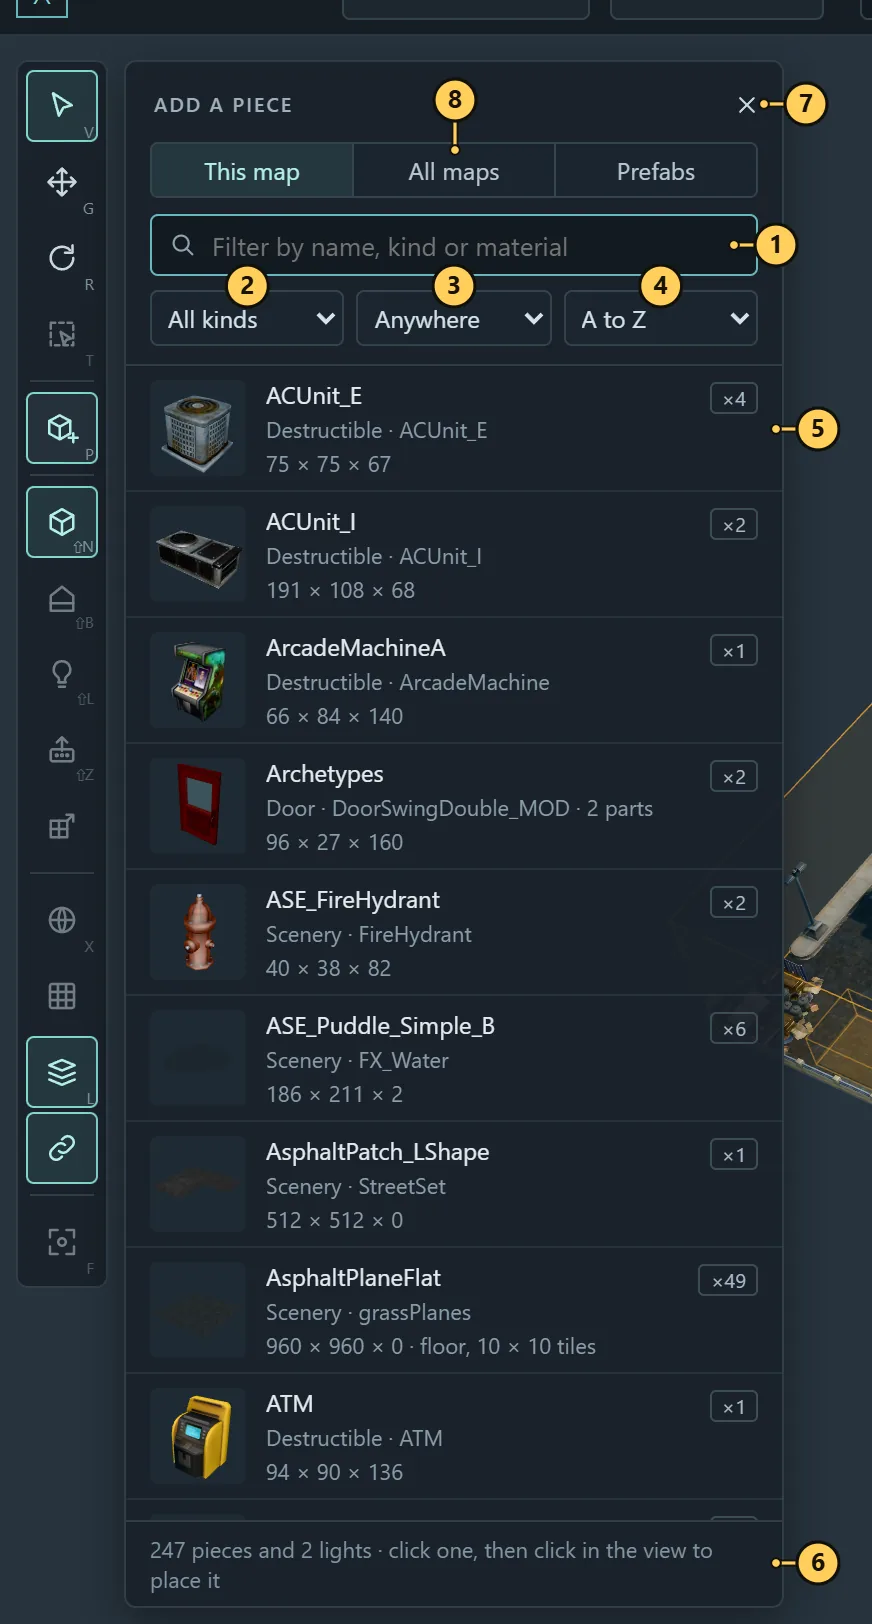 ADD A PIECE
8
7
This map
All maps
Prefabs
Filter by name, kind or material
1
2
3
4
All kinds
Anywhere
A to Z
V
G
R
T
P
⇧N
⇧B
⇧L
⇧Z
X
L
F
ACUnit_E
×4
Destructible · ACUnit_E
5
75 × 75 × 67
ACUnit_I
×2
Destructible · ACUnit_I
191 × 108 × 68
ArcadeMachineA
×1
Destructible · ArcadeMachine
66 × 84 × 140
Archetypes
×2
Door · DoorSwingDouble_MOD · 2 parts
96 × 27 × 160
ASE_FireHydrant
×2
Scenery · FireHydrant
40 × 38 × 82
ASE_Puddle_Simple_B
×6
Scenery · FX_Water
186 × 211 × 2
AsphaltPatch_LShape
×1
Scenery · StreetSet
512 × 512 × 0
AsphaltPlaneFlat
×49
Scenery · grassPlanes
960 × 960 × 0 · floor, 10 × 10 tiles
ATM
×1
Destructible · ATM
94 × 90 × 136
247 pieces and 2 lights · click one, then click in the view to
place it
6